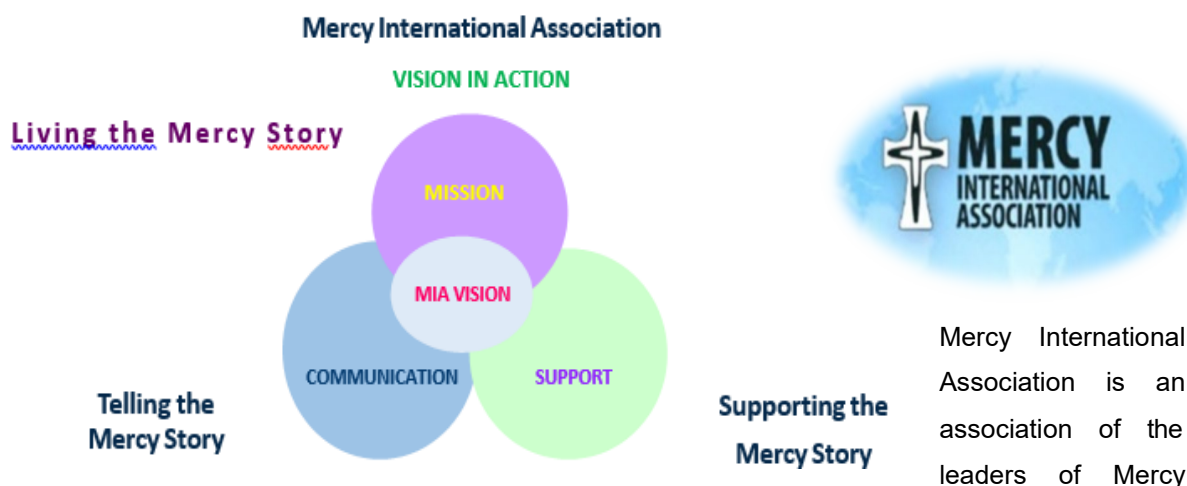 Mercy International Association
VISION IN ACTION
Living the Mercy Story
MISSION
MIA VISION
COMMUNICATION
SUPPORT
Telling the
Mercy Story
Supporting the
Mercy Story
MERCY
INTERNATIONAL
ASSOCIATION
Mercy International
Association is an
association of the
leaders of Mercy